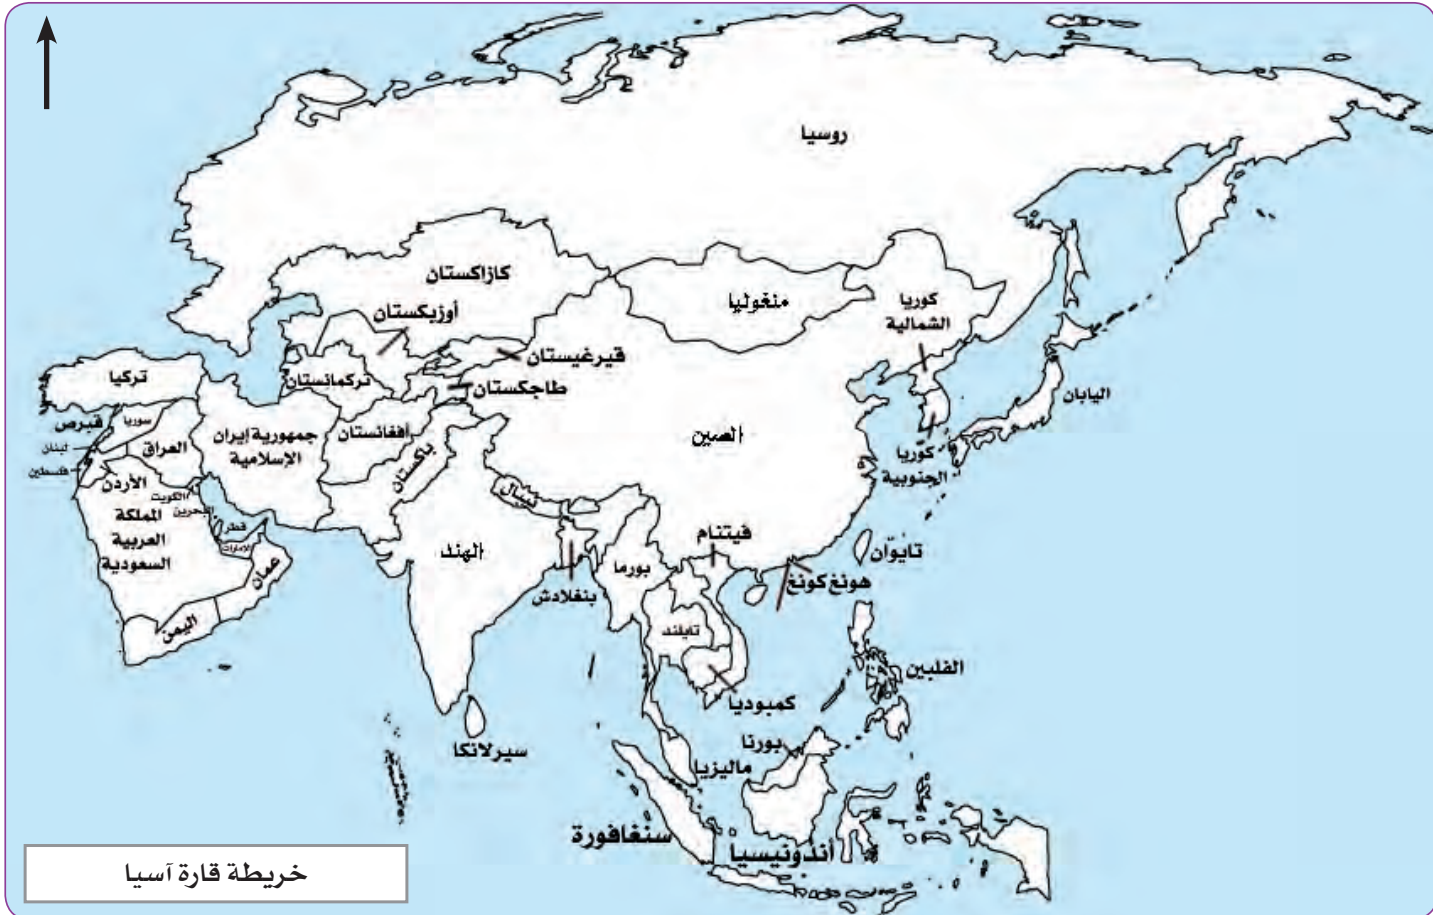 روسيا
كازاكستان
منغوليا
أوزبكستان
كوريا
الشمالية
قيرغيستان
تركيا
تركمانستان
طاجكستان
اليابان
قبرص
سوريا
جمهورية إيران
الإسلامية
أفغانستان
الصين
لبنان
العراق
باكستان
كوريا
الجنوبية
فلسطين
الأردن
الكويت
البحرين
نيبال
المملكة
العربية
السعودية
قطر
الإمارات
عمان
الهند
فيتنام
تايوان
بورما
هونغ كونغ
بنغلادش
اليمن
تايلند
الفلبين
كمبوديا
سيرلانكا
بورنا
ماليزيا
سنغافورة
أندونيسيا
خريطة قارة آسيا